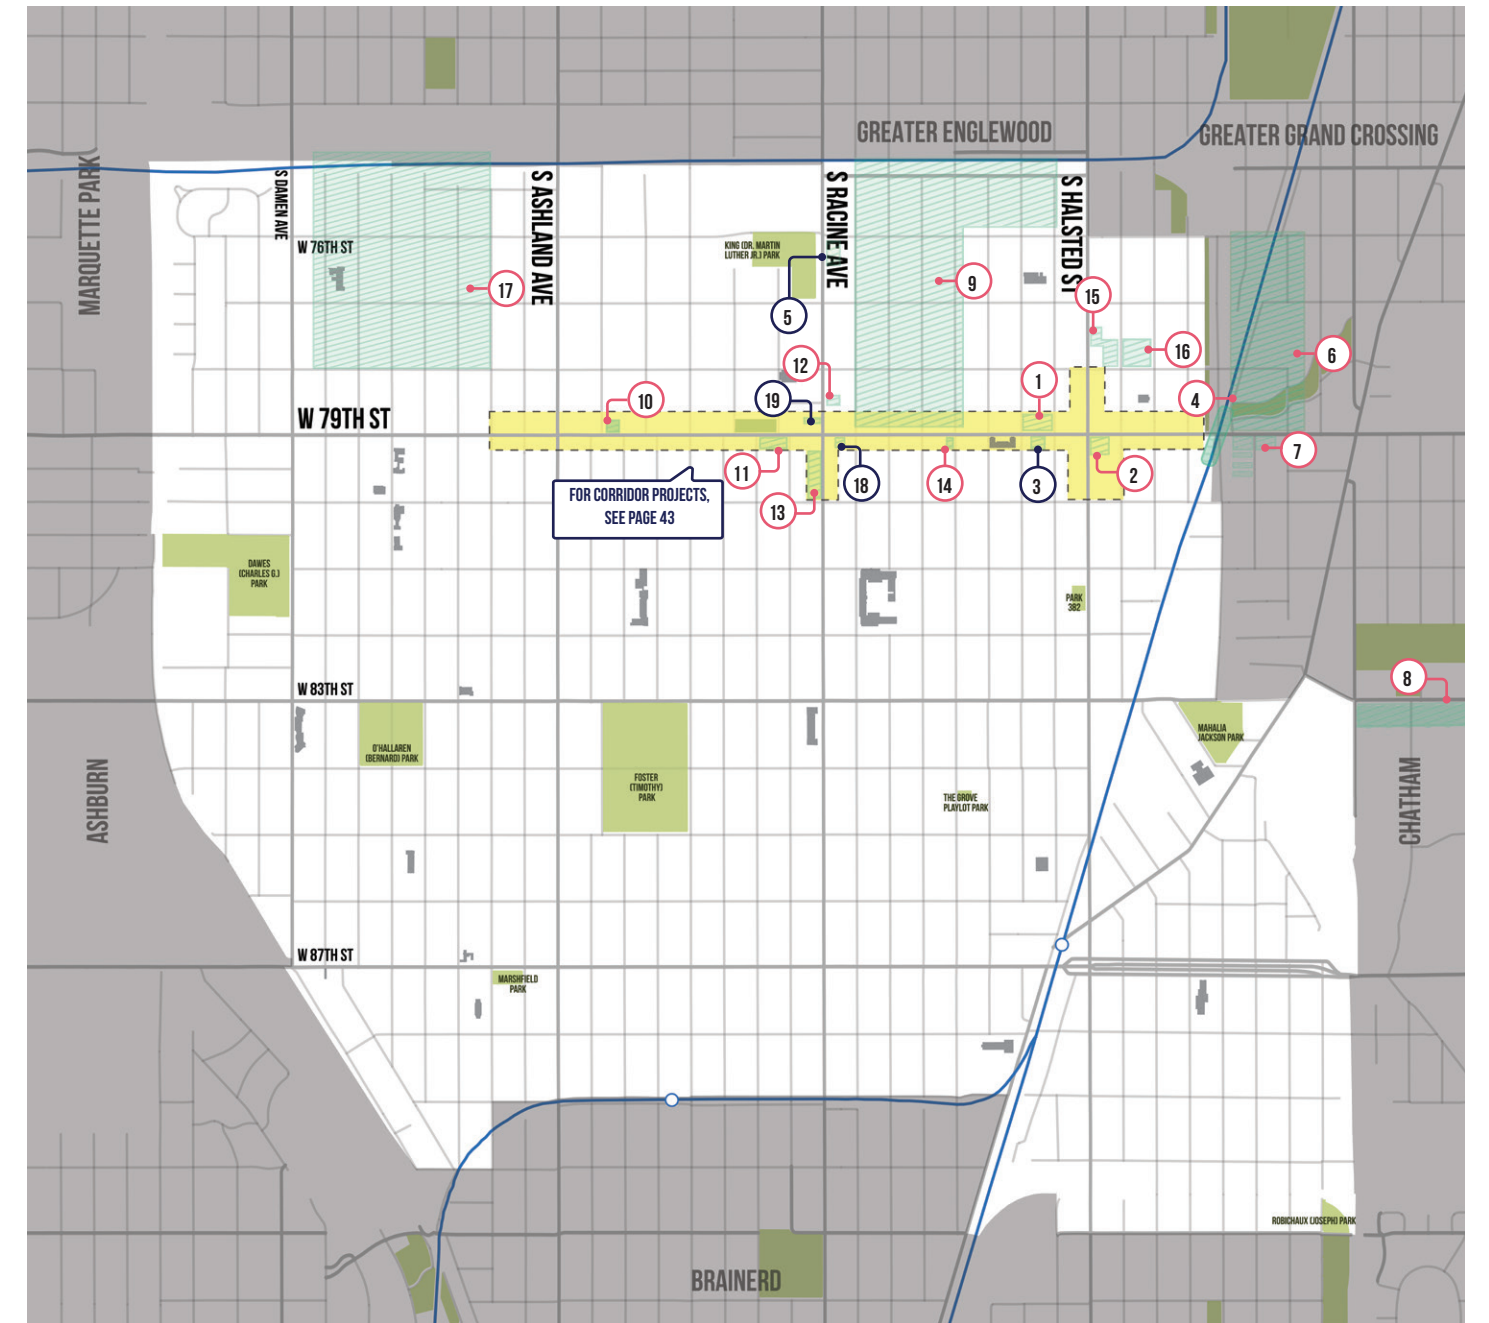 GREATER ENGLEWOOD
GREATER GRAND CROSSING
MARQUETTE PARK
S DAMEN AVE
S ASHLAND AVE
S RACINE AVE
S HALSTED ST
W 76TH ST
KING (DR. MARTIN
LUTHER JR.) PARK
17
9
5
15
16
6
12
1
10
19
4
W 79TH ST
7
11
18
14
3
2
13
FOR CORRIDOR PROJECTS,
SEE PAGE 43
DAWES
(CHARLES G.)
PARK
PARK
382
8
W 83TH ST
O'HALLAREN
(BERNARD) PARK
FOSTER
(TIMOTHY)
PARK
MAHALIA
JACKSON PARK
THE GROVE
PLAYLOT PARK
ASHBURN
CHATHAM
W 87TH ST
MARSHFIELD
PARK
ROBICHAUX (JOSEPH) PARK
BRAINERD